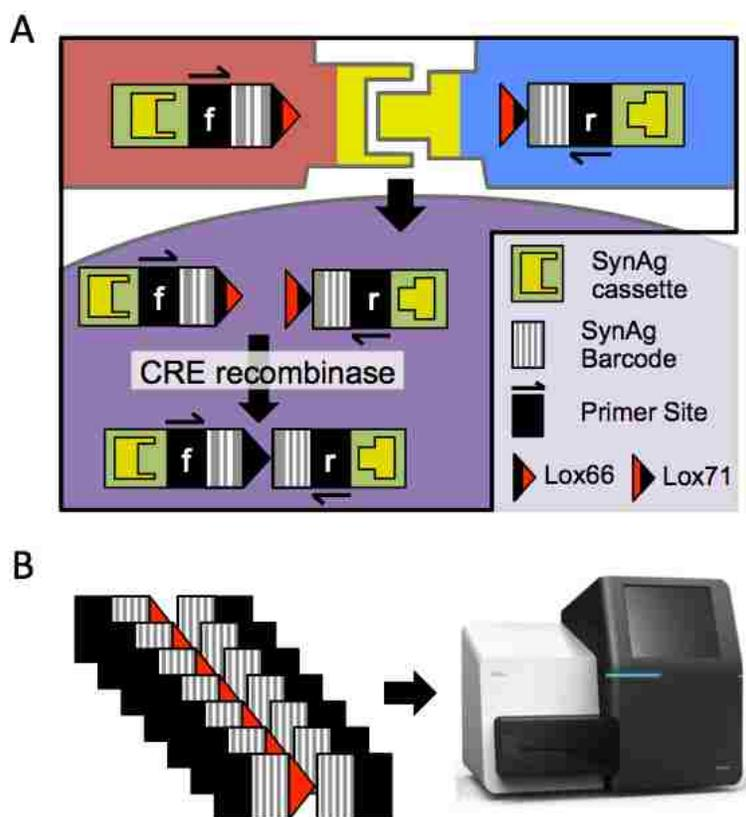 A
f
r
f
r
CRE recombinase
f
r
SynAg
cassette
SynAg
Barcode
Primer Site
Lox66
Lox71
B